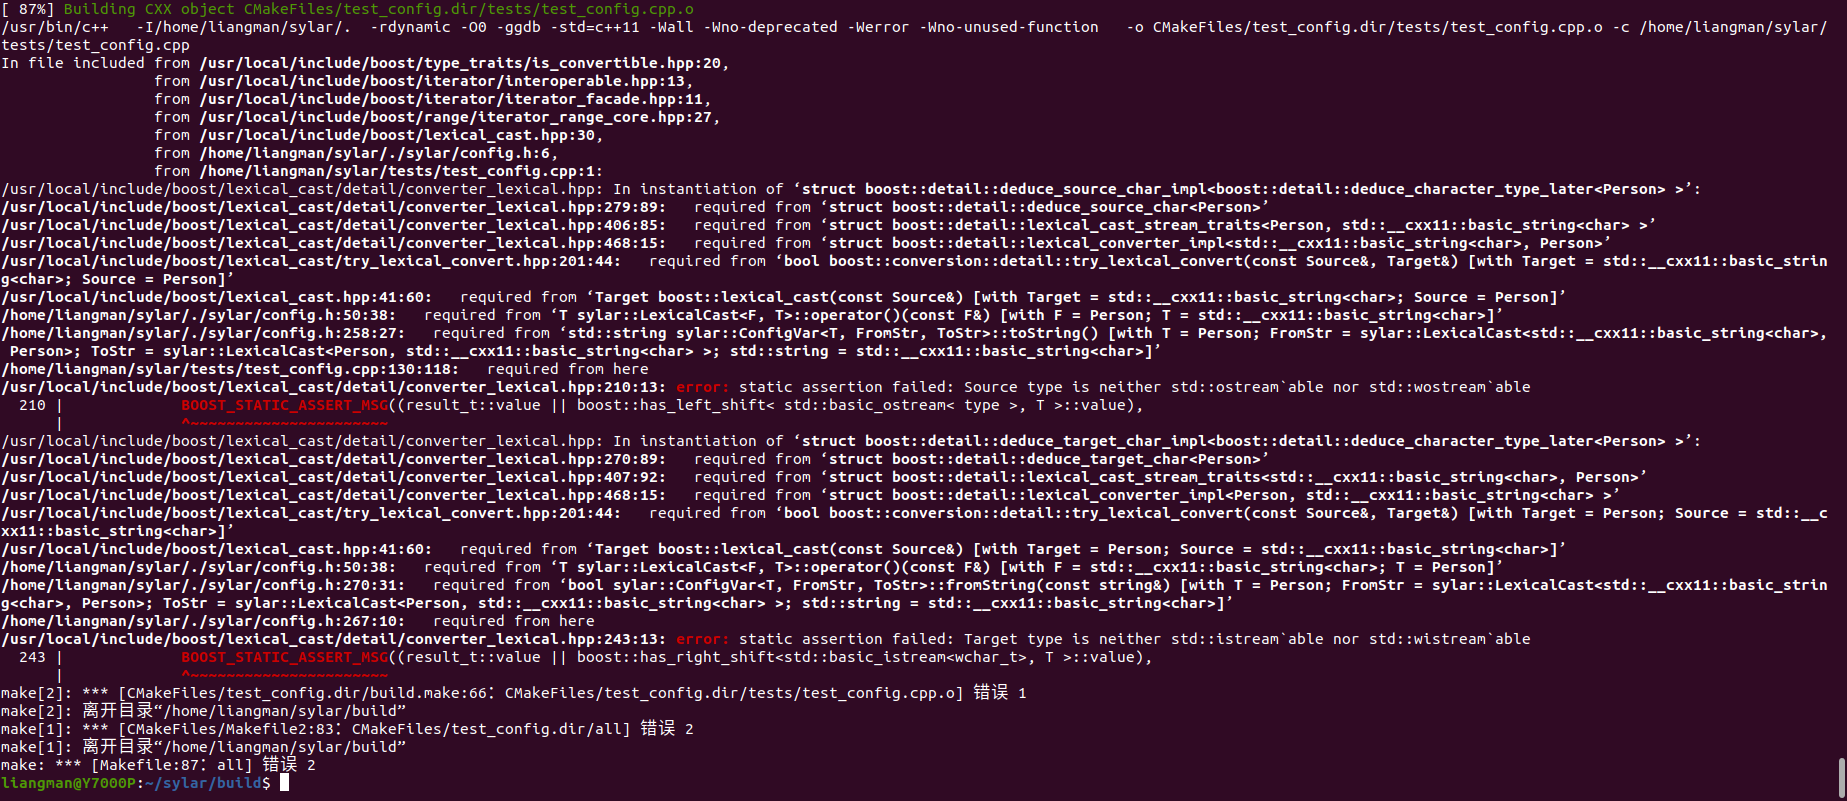 [ 87%] Building CXX object CMakeFiles/test_config.dir/tests/test_config.cpp.o
/usr/bin/c++   -I/home/liangman/sylar/.  -rdynamic -O0 -ggdb -std=c++11 -Wall -Wno-deprecated -Werror -Wno-unused-function   -o CMakeFiles/test_config.dir/tests/test_config.cpp.o -c /home/liangman/sylar/
tests/test_config.cpp
In file included from /usr/local/include/boost/type_traits/is_convertible.hpp:20,
                 from /usr/local/include/boost/iterator/interoperable.hpp:13,
                 from /usr/local/include/boost/iterator/iterator_facade.hpp:11,
                 from /usr/local/include/boost/range/iterator_range_core.hpp:27,
                 from /usr/local/include/boost/lexical_cast.hpp:30,
                 from /home/liangman/sylar/./sylar/config.h:6,
                 from /home/liangman/sylar/tests/test_config.cpp:1:
/usr/local/include/boost/lexical_cast/detail/converter_lexical.hpp: In instantiation of ‘struct boost::detail::deduce_source_char_impl<boost::detail::deduce_character_type_later<Person> >’:
/usr/local/include/boost/lexical_cast/detail/converter_lexical.hpp:279:89:   required from ‘struct boost::detail::deduce_source_char<Person>’
/usr/local/include/boost/lexical_cast/detail/converter_lexical.hpp:406:85:   required from ‘struct boost::detail::lexical_cast_stream_traits<Person, std::__cxx11::basic_string<char> >’
/usr/local/include/boost/lexical_cast/detail/converter_lexical.hpp:468:15:   required from ‘struct boost::detail::lexical_converter_impl<std::__cxx11::basic_string<char>, Person>’
/usr/local/include/boost/lexical_cast/try_lexical_convert.hpp:201:44:   required from ‘bool boost::conversion::detail::try_lexical_convert(const Source&, Target&) [with Target = std::__cxx11::basic_strin
g<char>; Source = Person]’
/usr/local/include/boost/lexical_cast.hpp:41:60:   required from ‘Target boost::lexical_cast(const Source&) [with Target = std::__cxx11::basic_string<char>; Source = Person]’
/home/liangman/sylar/./sylar/config.h:50:38:   required from ‘T sylar::LexicalCast<F, T>::operator()(const F&) [with F = Person; T = std::__cxx11::basic_string<char>]’
/home/liangman/sylar/./sylar/config.h:258:27:   required from ‘std::string sylar::ConfigVar<T, FromStr, ToStr>::toString() [with T = Person; FromStr = sylar::LexicalCast<std::__cxx11::basic_string<char>,
 Person>; ToStr = sylar::LexicalCast<Person, std::__cxx11::basic_string<char> >; std::string = std::__cxx11::basic_string<char>]’
/home/liangman/sylar/tests/test_config.cpp:130:118:   required from here
/usr/local/include/boost/lexical_cast/detail/converter_lexical.hpp:210:13: error: static assertion failed: Source type is neither std::ostream`able nor std::wostream`able
  210 |             BOOST_STATIC_ASSERT_MSG((result_t::value || boost::has_left_shift< std::basic_ostream< type >, T >::value),
      |             ^~~~~~~~~~~~~~~~~~~~~~~
/usr/local/include/boost/lexical_cast/detail/converter_lexical.hpp: In instantiation of ‘struct boost::detail::deduce_target_char_impl<boost::detail::deduce_character_type_later<Person> >’:
/usr/local/include/boost/lexical_cast/detail/converter_lexical.hpp:270:89:   required from ‘struct boost::detail::deduce_target_char<Person>’
/usr/local/include/boost/lexical_cast/detail/converter_lexical.hpp:407:92:   required from ‘struct boost::detail::lexical_cast_stream_traits<std::__cxx11::basic_string<char>, Person>’
/usr/local/include/boost/lexical_cast/detail/converter_lexical.hpp:468:15:   required from ‘struct boost::detail::lexical_converter_impl<Person, std::__cxx11::basic_string<char> >’
/usr/local/include/boost/lexical_cast/try_lexical_convert.hpp:201:44:   required from ‘bool boost::conversion::detail::try_lexical_convert(const Source&, Target&) [with Target = Person; Source = std::__c
xx11::basic_string<char>]’
/usr/local/include/boost/lexical_cast.hpp:41:60:   required from ‘Target boost::lexical_cast(const Source&) [with Target = Person; Source = std::__cxx11::basic_string<char>]’
/home/liangman/sylar/./sylar/config.h:50:38:   required from ‘T sylar::LexicalCast<F, T>::operator()(const F&) [with F = std::__cxx11::basic_string<char>; T = Person]’
/home/liangman/sylar/./sylar/config.h:270:31:   required from ‘bool sylar::ConfigVar<T, FromStr, ToStr>::fromString(const string&) [with T = Person; FromStr = sylar::LexicalCast<std::__cxx11::basic_strin
g<char>, Person>; ToStr = sylar::LexicalCast<Person, std::__cxx11::basic_string<char> >; std::string = std::__cxx11::basic_string<char>]’
/home/liangman/sylar/./sylar/config.h:267:10:   required from here
/usr/local/include/boost/lexical_cast/detail/converter_lexical.hpp:243:13: error: static assertion failed: Target type is neither std::istream`able nor std::wistream`able
  243 |             BOOST_STATIC_ASSERT_MSG((result_t::value || boost::has_right_shift<std::basic_istream<wchar_t>, T >::value),
      |             ^~~~~~~~~~~~~~~~~~~~~~~
make[2]: *** [CMakeFiles/test_config.dir/build.make:66：CMakeFiles/test_config.dir/tests/test_config.cpp.o] 错误 1
make[2]: 离开目录“/home/liangman/sylar/build”
make[1]: *** [CMakeFiles/Makefile2:83：CMakeFiles/test_config.dir/all] 错误 2
make[1]: 离开目录“/home/liangman/sylar/build”
make: *** [Makefile:87：all] 错误 2
liangman@Y7000P:~/sylar/build$